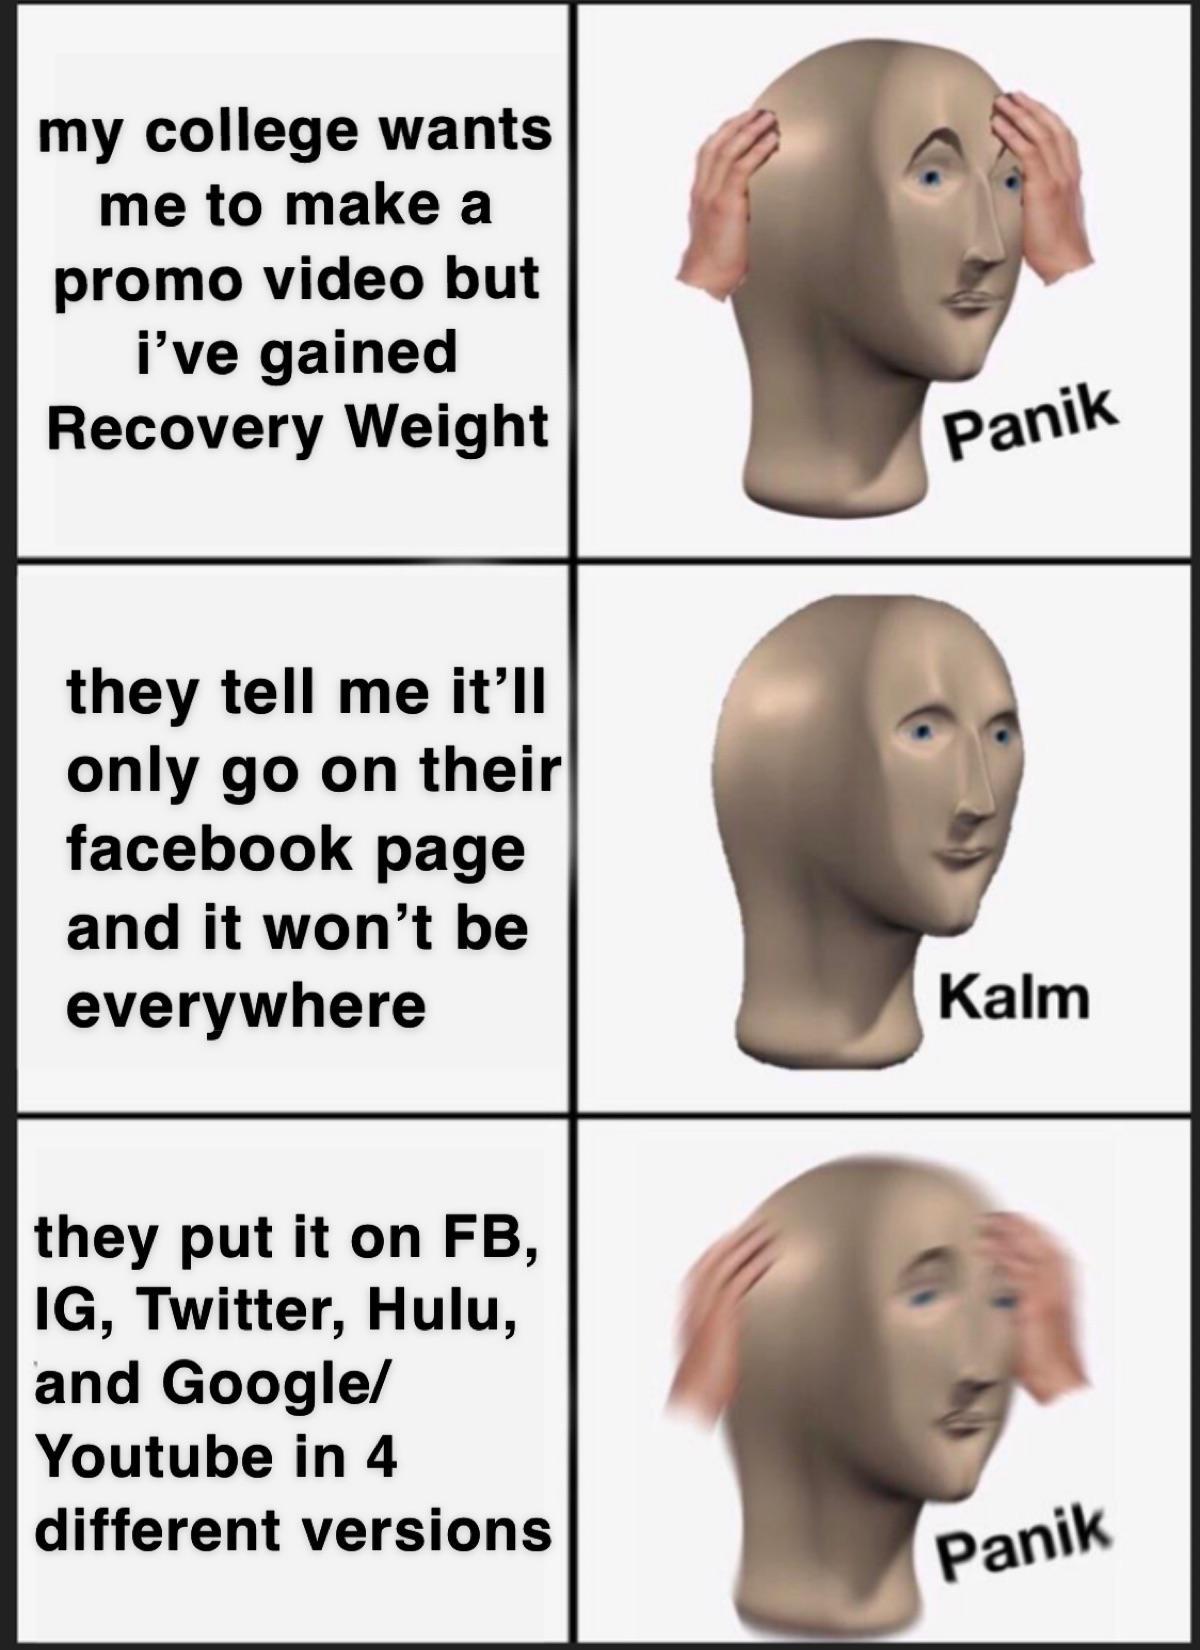 my college wants
me to make a
promo video but
i’ve gained
Recovery Weight
Panik
they tell me it’ll
only go on their
facebook page
and it won’t be
everywhere
Kalm
they put it on FB,
IG, Twitter, Hulu,
and Google/
Youtube in 4
different versions
Panik